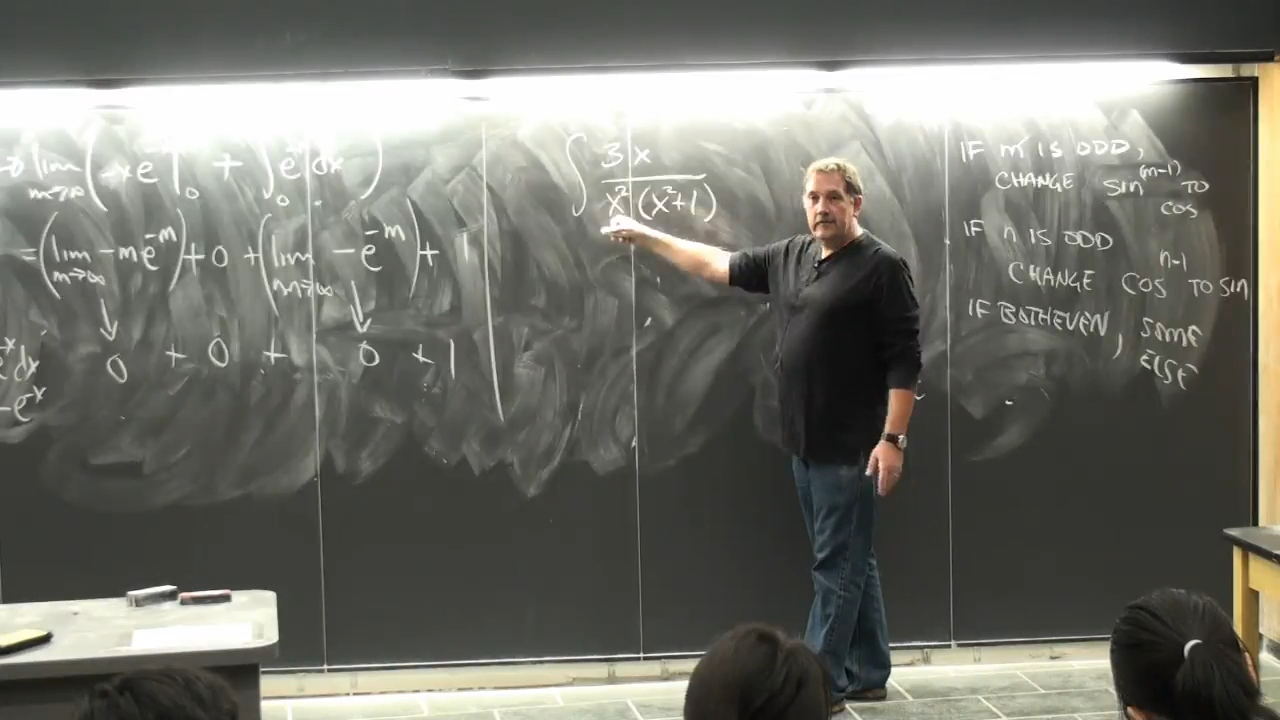 → lim m→∞ ( -xe^-x |_0 + ∫_0 e^-x dx )
= ( lim m→∞ -me^-m ) + 0 + ( lim m→∞ -e^-m ) + 1
↓ ↓
0 + 0 + 0 + 1
e^-x dx
-e^-x
∫ 3x
x² (x²+1)
IF m IS ODD,
CHANGE sin^(m-1) TO
cos
IF n IS ODD
CHANGE COS^n-1 TO SIN
IF BOTH EVEN, SOME
ELSE